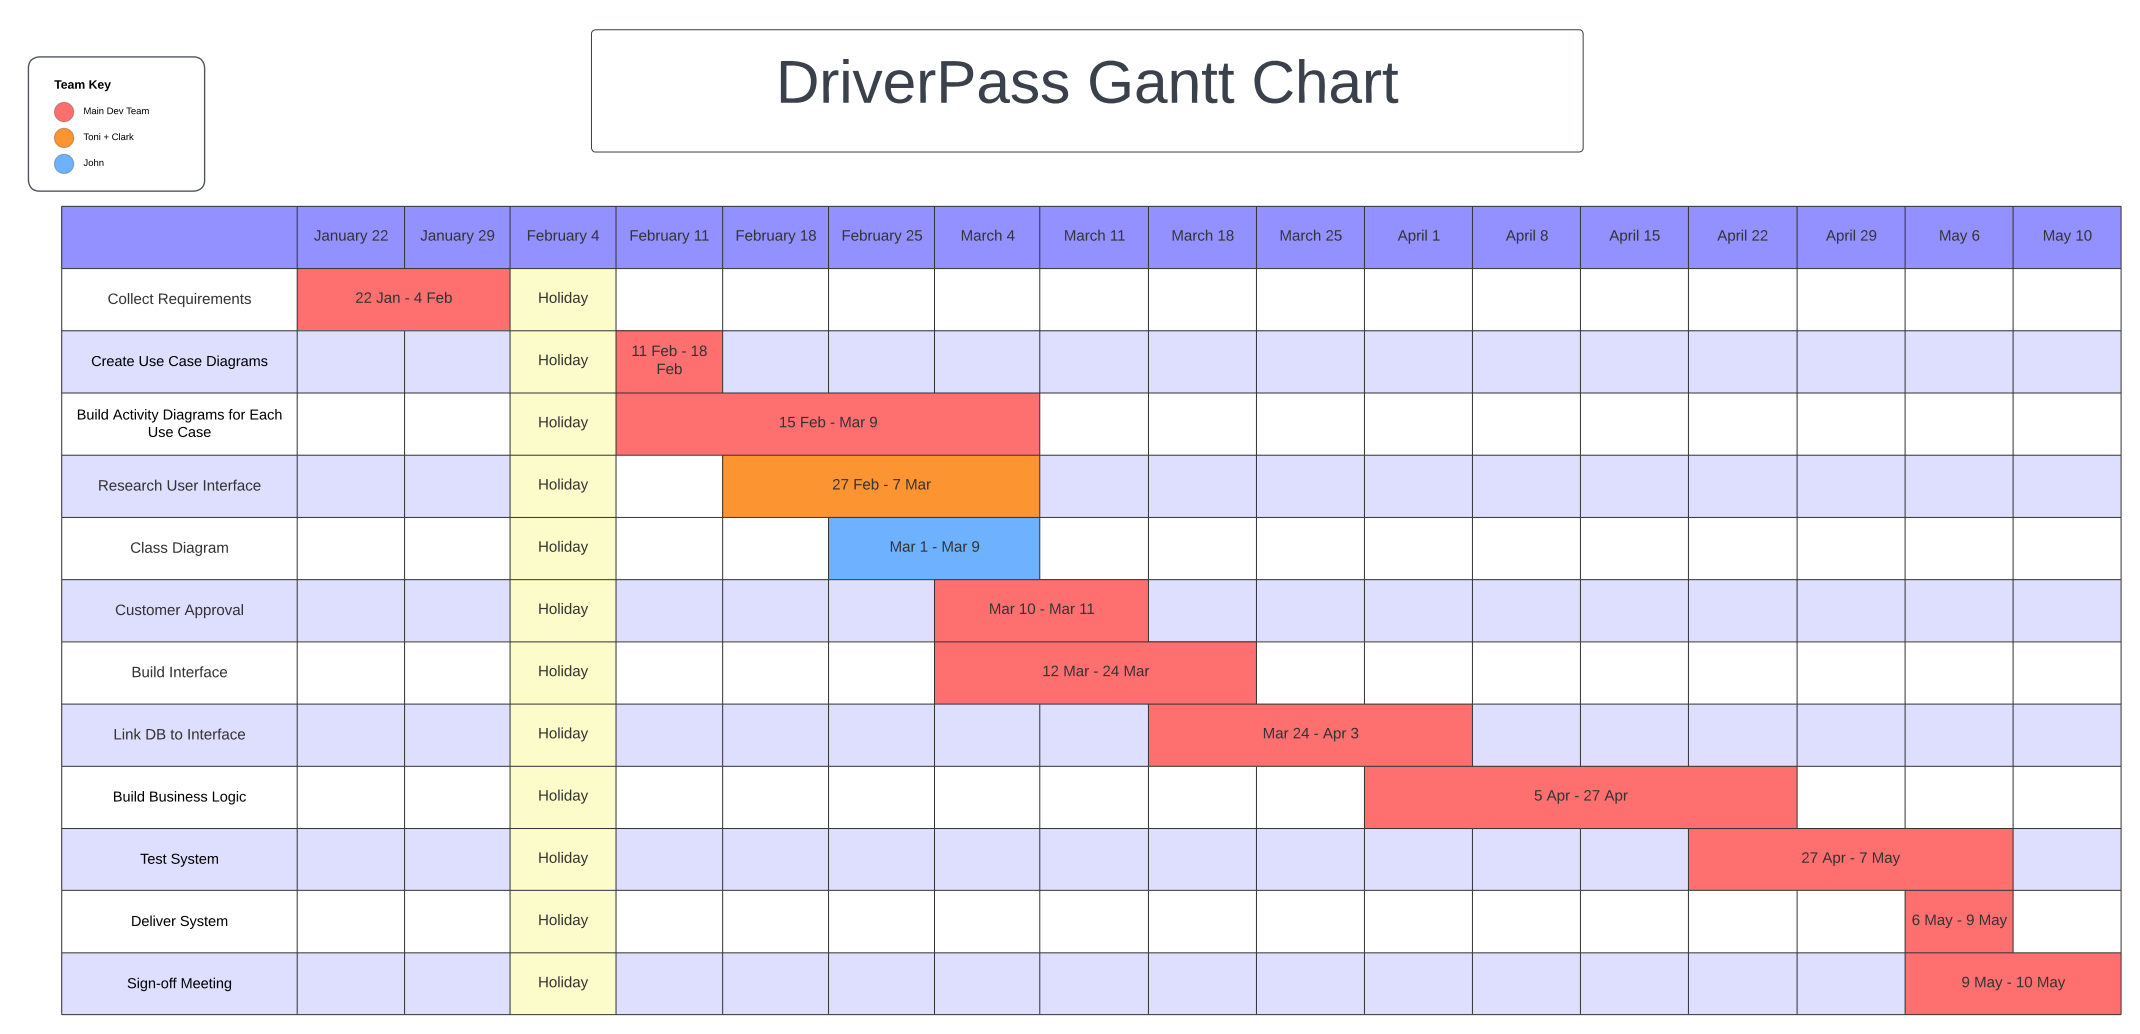 DriverPass Gantt Chart
Team Key
Main Dev Team
Toni + Clark
John
January 22 January 29 February 4 February 11 February 18 February 25 March 4 March 11 March 18 March 25 April 1 April 8 April 15 April 22 April 29 May 6 May 10
Collect Requirements 22 Jan - 4 Feb Holiday
Create Use Case Diagrams Holiday 11 Feb - 18
Feb
Build Activity Diagrams for Each
Use Case Holiday 15 Feb - Mar 9
Research User Interface Holiday 27 Feb - 7 Mar
Class Diagram Holiday Mar 1 - Mar 9
Customer Approval Holiday Mar 10 - Mar 11
Build Interface Holiday 12 Mar - 24 Mar
Link DB to Interface Holiday Mar 24 - Apr 3
Build Business Logic Holiday 5 Apr - 27 Apr
Test System Holiday 27 Apr - 7 May
Deliver System Holiday 6 May - 9 May
Sign-off Meeting Holiday 9 May - 10 May